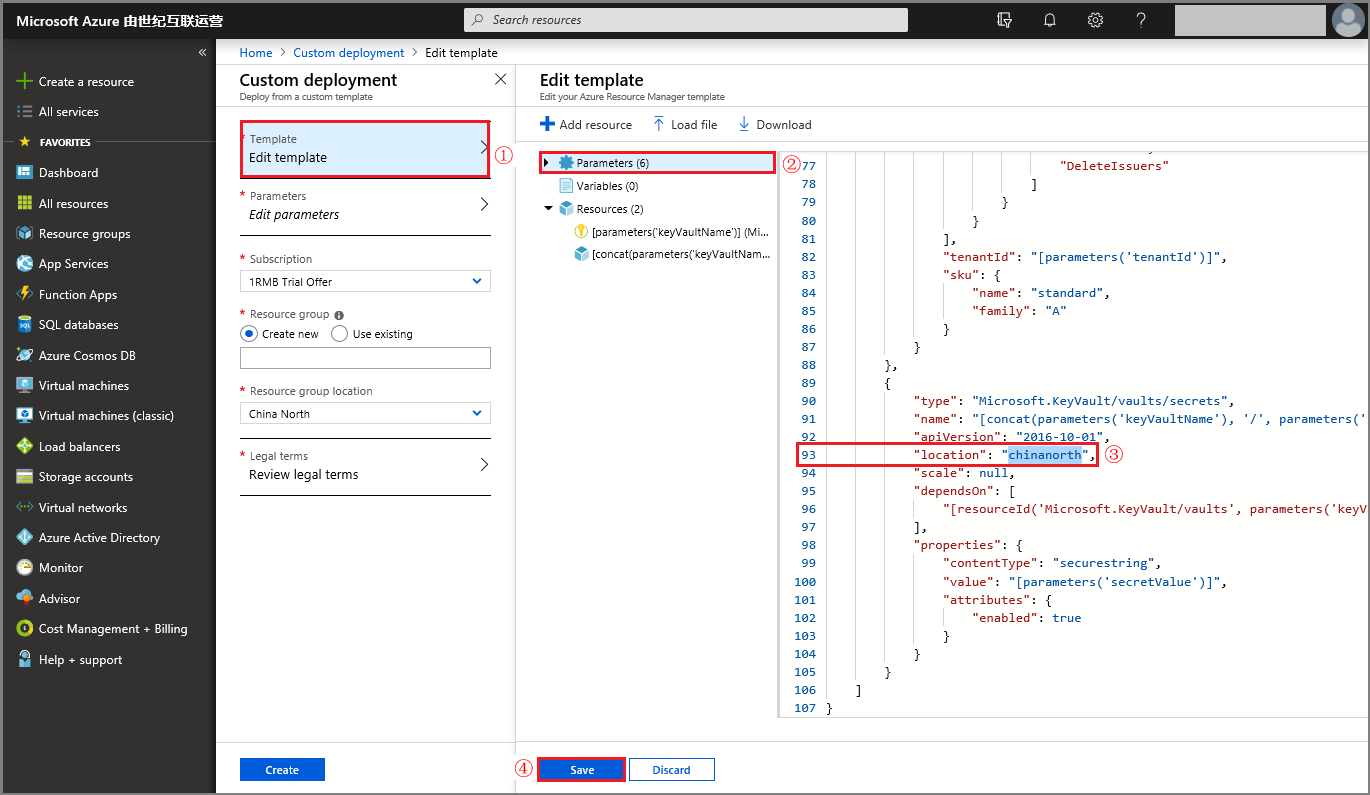 Microsoft Azure 由世纪互联运营
Search resources
?
«
Home > Custom deployment > Edit template
Create a resource
All services
FAVORITES
Dashboard
All resources
Resource groups
App Services
Function Apps
SQL databases
Azure Cosmos DB
Virtual machines
Virtual machines (classic)
Load balancers
Storage accounts
Virtual networks
Azure Active Directory
Monitor
Advisor
Cost Management + Billing
Help + support
Custom deployment
Deploy from a custom template
* Template
Edit template
①
* Parameters
Edit parameters
* Subscription
1RMB Trial Offer
* Resource group
Create new
Use existing
* Resource group location
China North
* Legal terms
Review legal terms
Create
Edit template
Edit your Azure Resource Manager template
Add resource
Load file
Download
Parameters (6)
②
Variables (0)
Resources (2)
[parameters('keyVaultName')] (Mi...
[concat(parameters('keyVaultNam...
77 "DeleteIssuers"
78 ]
79 }
80 }
81 ],
82 "tenantId": "[parameters('tenantId')]",
83 "sku": {
84 "name": "standard",
85 "family": "A"
86 }
87 }
88 },
89 {
90 "type": "Microsoft.KeyVault/vaults/secrets",
91 "name": "[concat(parameters('keyVaultName'), '/', parameters('
92 "apiVersion": "2016-10-01",
93 "location": "chinanorth",
③
94 "scale": null,
95 "dependsOn": [
96 "[resourceId('Microsoft.KeyVault/vaults', parameters('keyV
97 ],
98 "properties": {
99 "contentType": "securestring",
100 "value": "[parameters('secretValue')]",
101 "attributes": {
102 "enabled": true
103 }
104 }
105 }
106 ]
107 }
④
Save
Discard